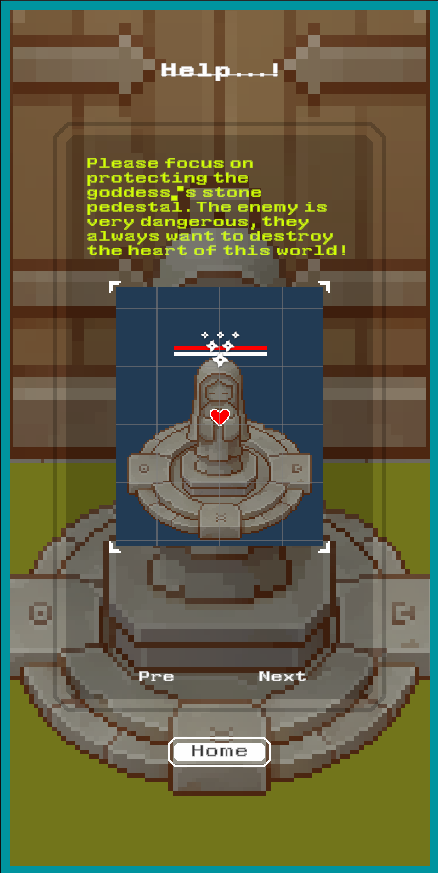 Help...!
Please focus on
protecting the
goddess,"s stone
pedestal.The enemy is
very dangerous, they
always want to destroy
the heart of this world!
Pre Next
Home